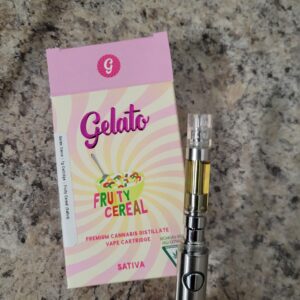 G
Gelato
FRUITY
CEREAL
PREMIUM CANNABIS DISTILLATE
VAPE CARTRIDGE
SATIVA